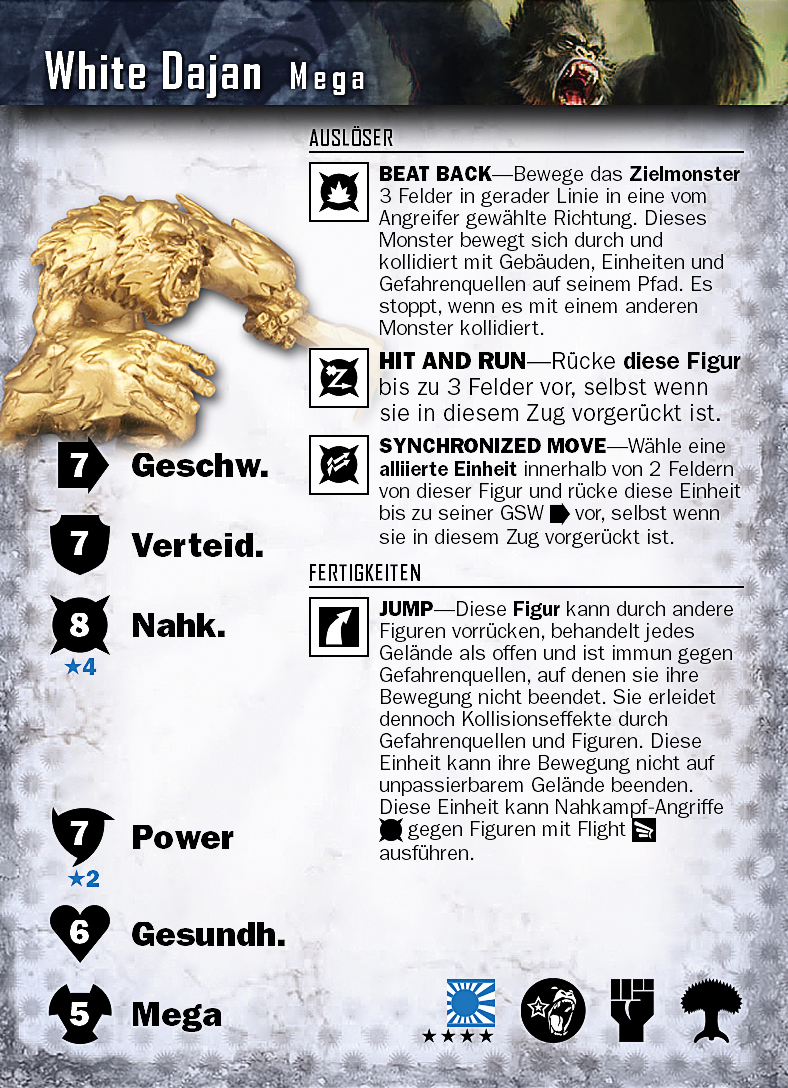 White Dajan Mega
AUSLÖSER
BEAT BACK—Bewege das Zielmonster
3 Felder in gerader Linie in eine vom
Angreifer gewählte Richtung. Dieses
Monster bewegt sich durch und
kollidiert mit Gebäuden, Einheiten und
Gefahrenquellen auf seinem Pfad. Es
stoppt, wenn es mit einem anderen
Monster kollidiert.
Z
HIT AND RUN—Rücke diese Figur
bis zu 3 Felder vor, selbst wenn
sie in diesem Zug vorgerückt ist.
SYNCHRONIZED MOVE—Wähle eine
alliierte Einheit innerhalb von 2 Feldern
von dieser Figur und rücke diese Einheit
bis zu seiner GSW vor, selbst wenn
sie in diesem Zug vorgerückt ist.
FERTIGKEITEN
JUMP—Diese Figur kann durch andere
Figuren vorrücken, behandelt jedes
Gelände als offen und ist immun gegen
Gefahrenquellen, auf denen sie ihre
Bewegung nicht beendet. Sie erleidet
dennoch Kollisionseffekte durch
Gefahrenquellen und Figuren. Diese
Einheit kann ihre Bewegung nicht auf
unpassierbarem Gelände beenden.
Diese Einheit kann Nahkampf-Angriffe
gegen Figuren mit Flight
ausführen.
7 Geschw.
7 Verteid.
8 Nahk.
★4
7 Power
★2
6 Gesundh.
5 Mega
★★★★